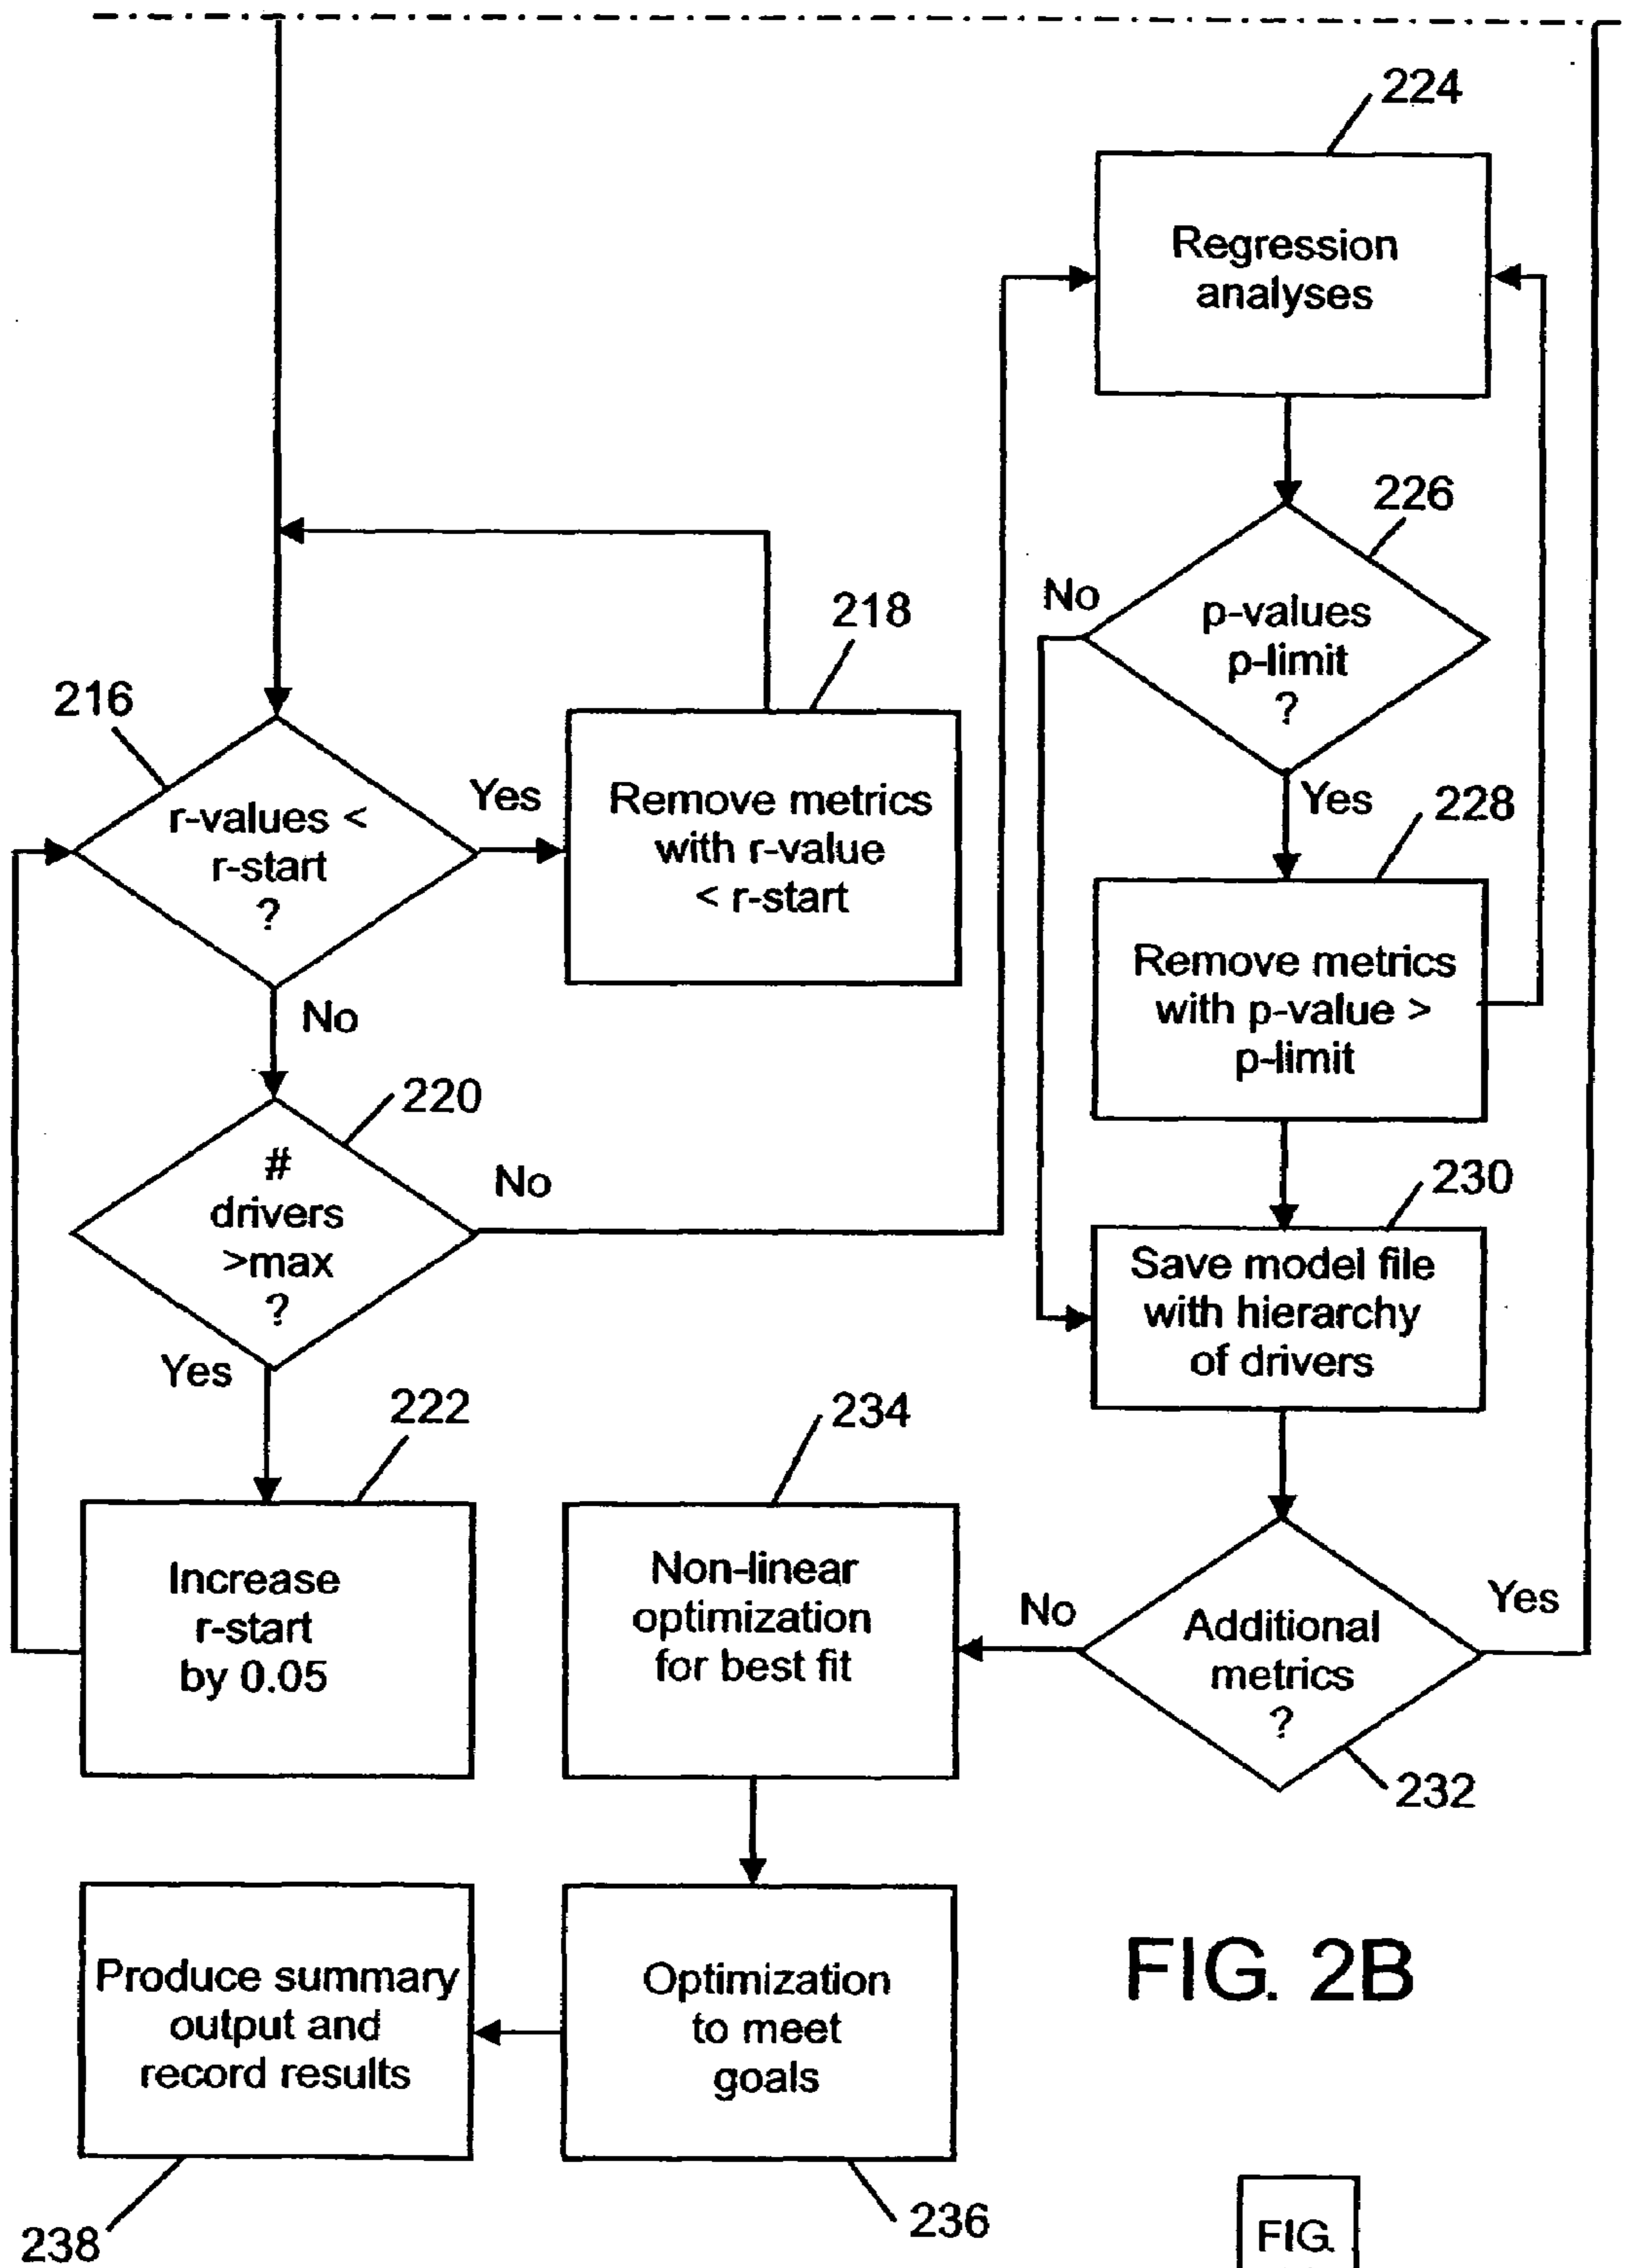 224
Regression
analyses
226
No
p-values
p-limit
?
Yes
218
216
r-values <
r-start
?
Yes
Remove metrics
with r-value
< r-start
228
Remove metrics
with p-value >
p-limit
No
220
#
drivers
>max
?
No
Yes
230
Save model file
with hierarchy
of drivers
222
Increase
r-start
by 0.05
234
Non-linear
optimization
for best fit
No
Additional
metrics
?
Yes
232
Produce summary
output and
record results
238
Optimization
to meet
goals
236
FIG. 2B
FIG.